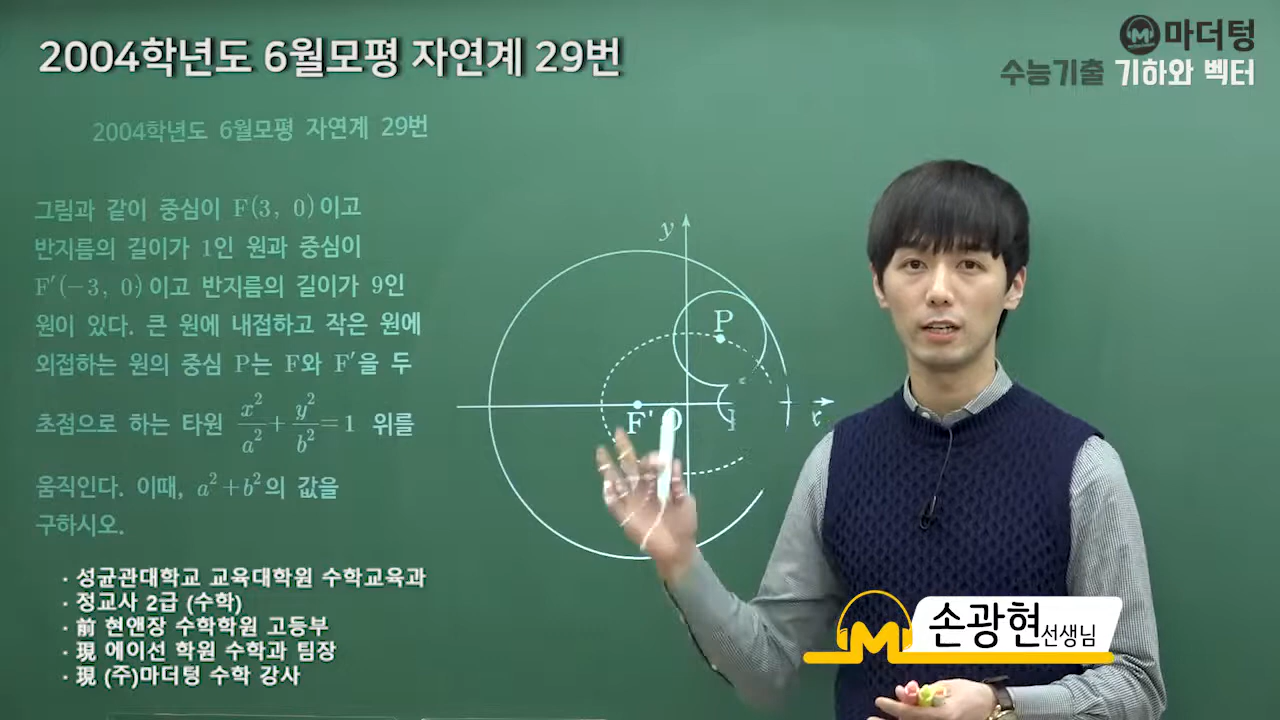 2004학년도 6월모평 자연계 29번
마더텅
수능기출 기하와 벡터
2004학년도 6월모평 자연계 29번
그림과 같이 중심이 F(3, 0)이고
반지름의 길이가 1인 원과 중심이
F′(−3, 0)이고 반지름의 길이가 9인
원이 있다. 큰 원에 내접하고 작은 원에
외접하는 원의 중심 P는 F와 F′을 두
초점으로 하는 타원 x²/a²+y²/b²=1 위를
움직인다. 이때, a²+b²의 값을
구하시오.
y
P
F′ O
x
· 성균관대학교 교육대학원 수학교육과
· 정교사 2급 (수학)
· 前 현앤장 수학학원 고등부
· 現 에이선 학원 수학과 팀장
· 現 (주)마더텅 수학 강사
M 손광현선생님